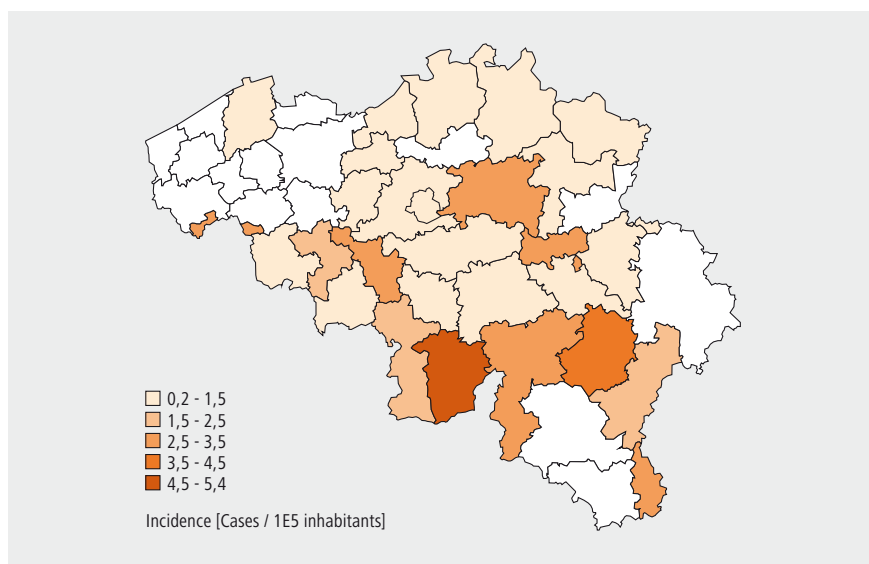 0,2 - 1,5
1,5 - 2,5
2,5 - 3,5
3,5 - 4,5
4,5 - 5,4
Incidence [Cases / 1E5 inhabitants]